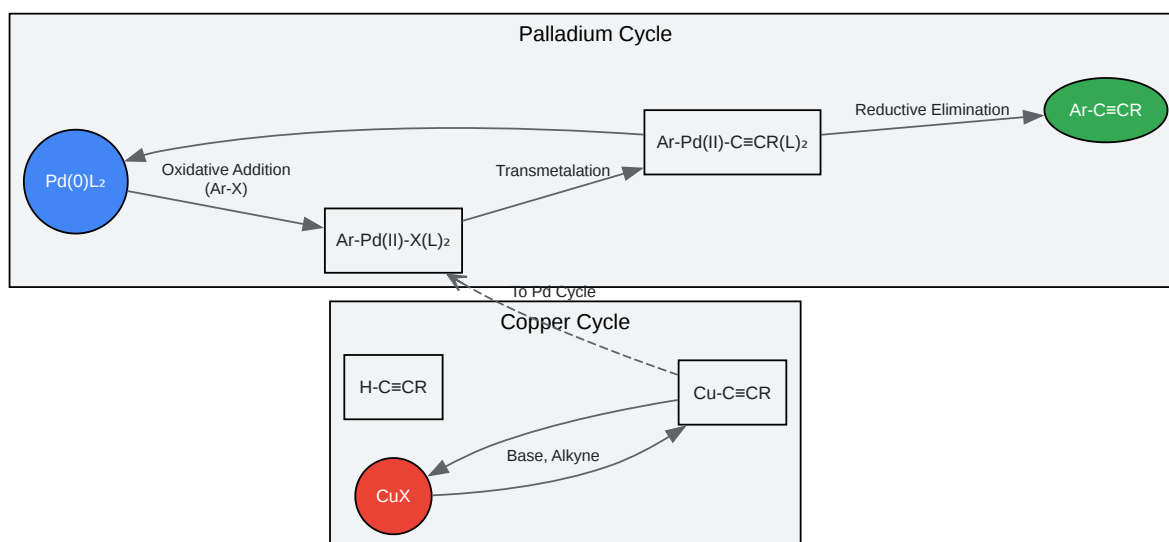 Palladium Cycle
Pd(0)L₂
Oxidative Addition
(Ar-X)
Ar-Pd(II)-X(L)₂
Transmetalation
Ar-Pd(II)-C≡CR(L)₂
Reductive Elimination
Ar-C≡CR
To Pd Cycle
Copper Cycle
H-C≡CR
Cu-C≡CR
Base, Alkyne
CuX